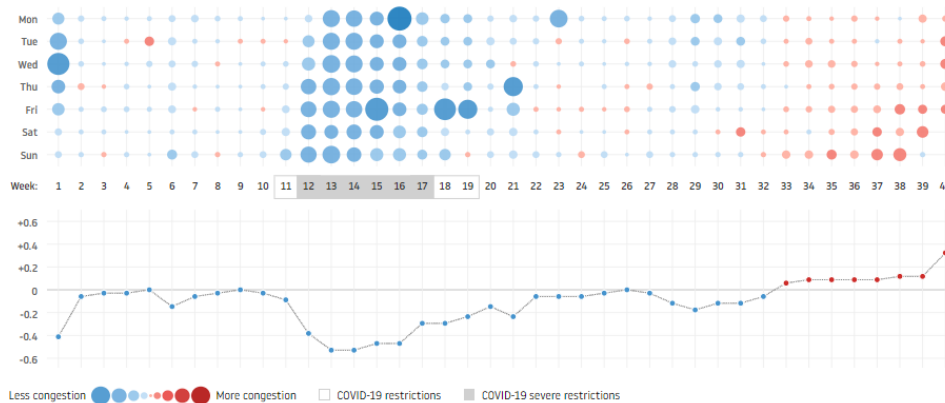 Mon
Tue
Wed
Thu
Fri
Sat
Sun
Week: 1 2 3 4 5 6 7 8 9 10 11 12 13 14 15 16 17 18 19 20 21 22 23 24 25 26 27 28 29 30 31 32 33 34 35 36 37 38 39
+0.6
+0.4
+0.2
0
-0.2
-0.4
-0.6
Less congestion More congestion COVID-19 restrictions COVID-19 severe restrictions